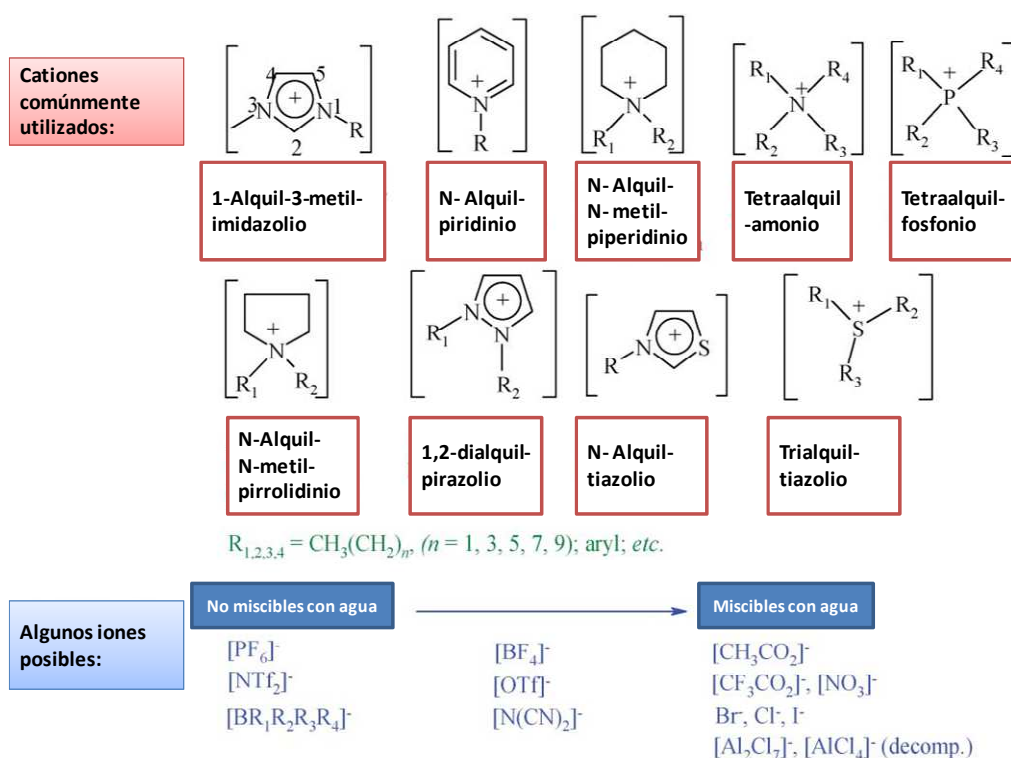 Cationes
comúnmente
utilizados:
4
5
+
3
N
N
1
2
R
+
N
R
+
N
R1
R2
R1
R4
+
N
R2
R3
R1
R4
+
P
R2
R3
1-Alquil-3-metil-
imidazolio
N- Alquil-
piridinio
N- Alquil-
N- metil-
piperidinio
Tetraalquil
-amonio
Tetraalquil-
fosfonio
+
N
R1
R2
+
N
N
R1
R2
+
N
S
R
R1
+
R2
S
R3
N-Alquil-
N-metil-
pirrolidinio
1,2-dialquil-
pirazolio
N- Alquil-
tiazolio
Trialquil-
tiazolio
R1,2,3,4 = CH3(CH2)n, (n = 1, 3, 5, 7, 9); aryl; etc.
Algunos iones
posibles:
No miscibles con agua
Miscibles con agua
[PF6]-
[BF4]-
[CH3CO2]-
[NTf2]-
[OTf]-
[CF3CO2]-, [NO3]-
[BR1R2R3R4]-
[N(CN)2]-
Br-, Cl-, I-
[Al2Cl7]-, [AlCl4]- (decomp.)